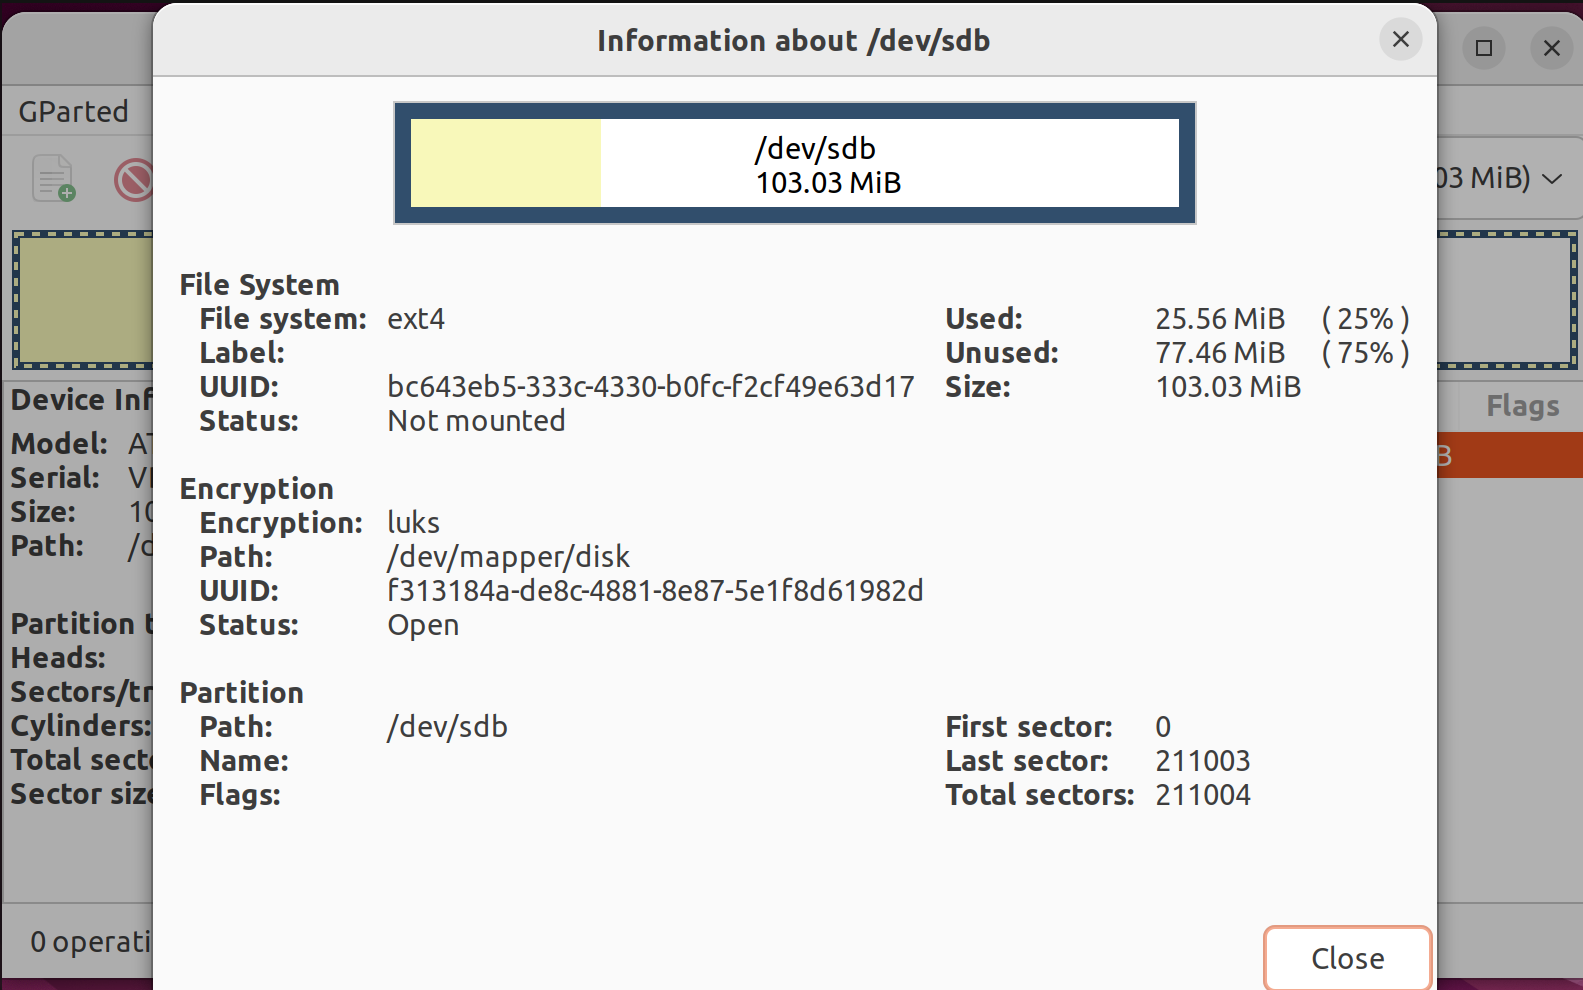 Information about /dev/sdb
GParted
03 MiB)
/dev/sdb
103.03 MiB
File System
File system: ext4
Label:
UUID: bc643eb5-333c-4330-b0fc-f2cf49e63d17
Status: Not mounted
Used: 25.56 MiB ( 25% )
Unused: 77.46 MiB ( 75% )
Size: 103.03 MiB
Encryption
Encryption: luks
Path: /dev/mapper/disk
UUID: f313184a-de8c-4881-8e87-5e1f8d61982d
Status: Open
Partition
Path: /dev/sdb
Name:
Flags:
First sector: 0
Last sector: 211003
Total sectors: 211004
Close
Device Inf
Model: AT
Serial:
Size: 10
Path: /d
Partition t
Heads:
Sectors/tr
Cylinders:
Total secto
Sector size
0 operati
Flags
B